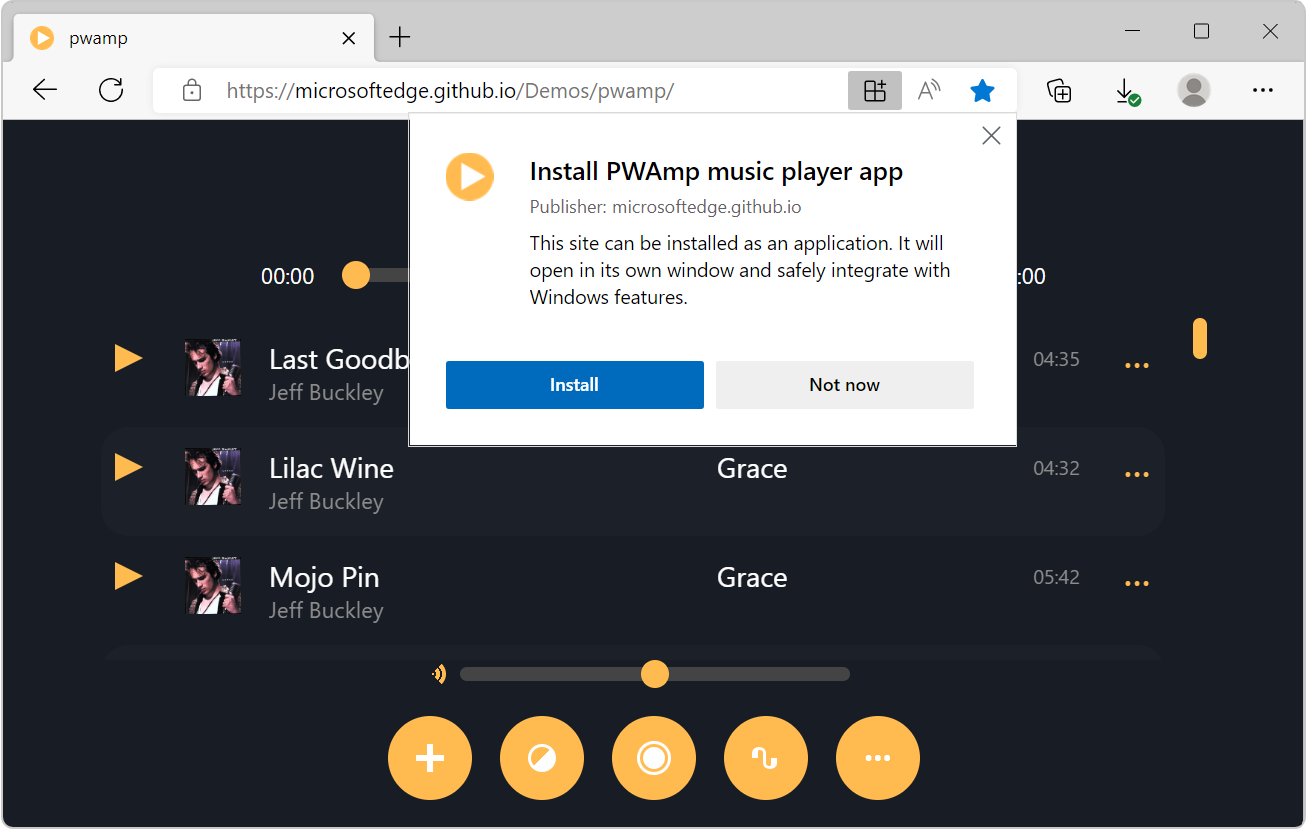 pwamp
https://microsoftedge.github.io/Demos/pwamp/
Install PWAmp music player app
Publisher: microsoftedge.github.io
This site can be installed as an application. It will
open in its own window and safely integrate with
Windows features.
Install
Not now
00:00
:00
Last Goodb
Jeff Buckley
04:35
Lilac Wine
Jeff Buckley
Grace
04:32
Mojo Pin
Jeff Buckley
Grace
05:42